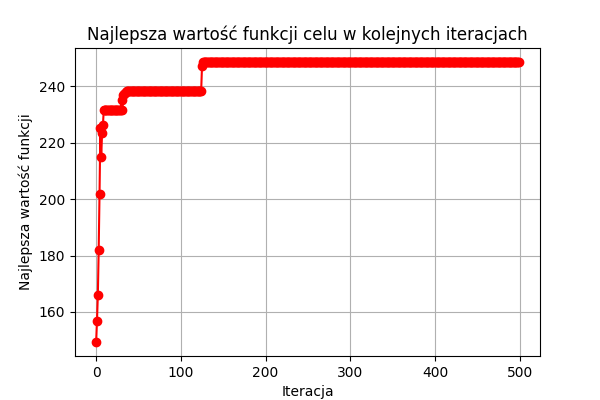 Najlepsza wartość funkcji celu w kolejnych iteracjach
240
220
200
180
160
Najlepsza wartość funkcji
0 100 200 300 400 500
Iteracja